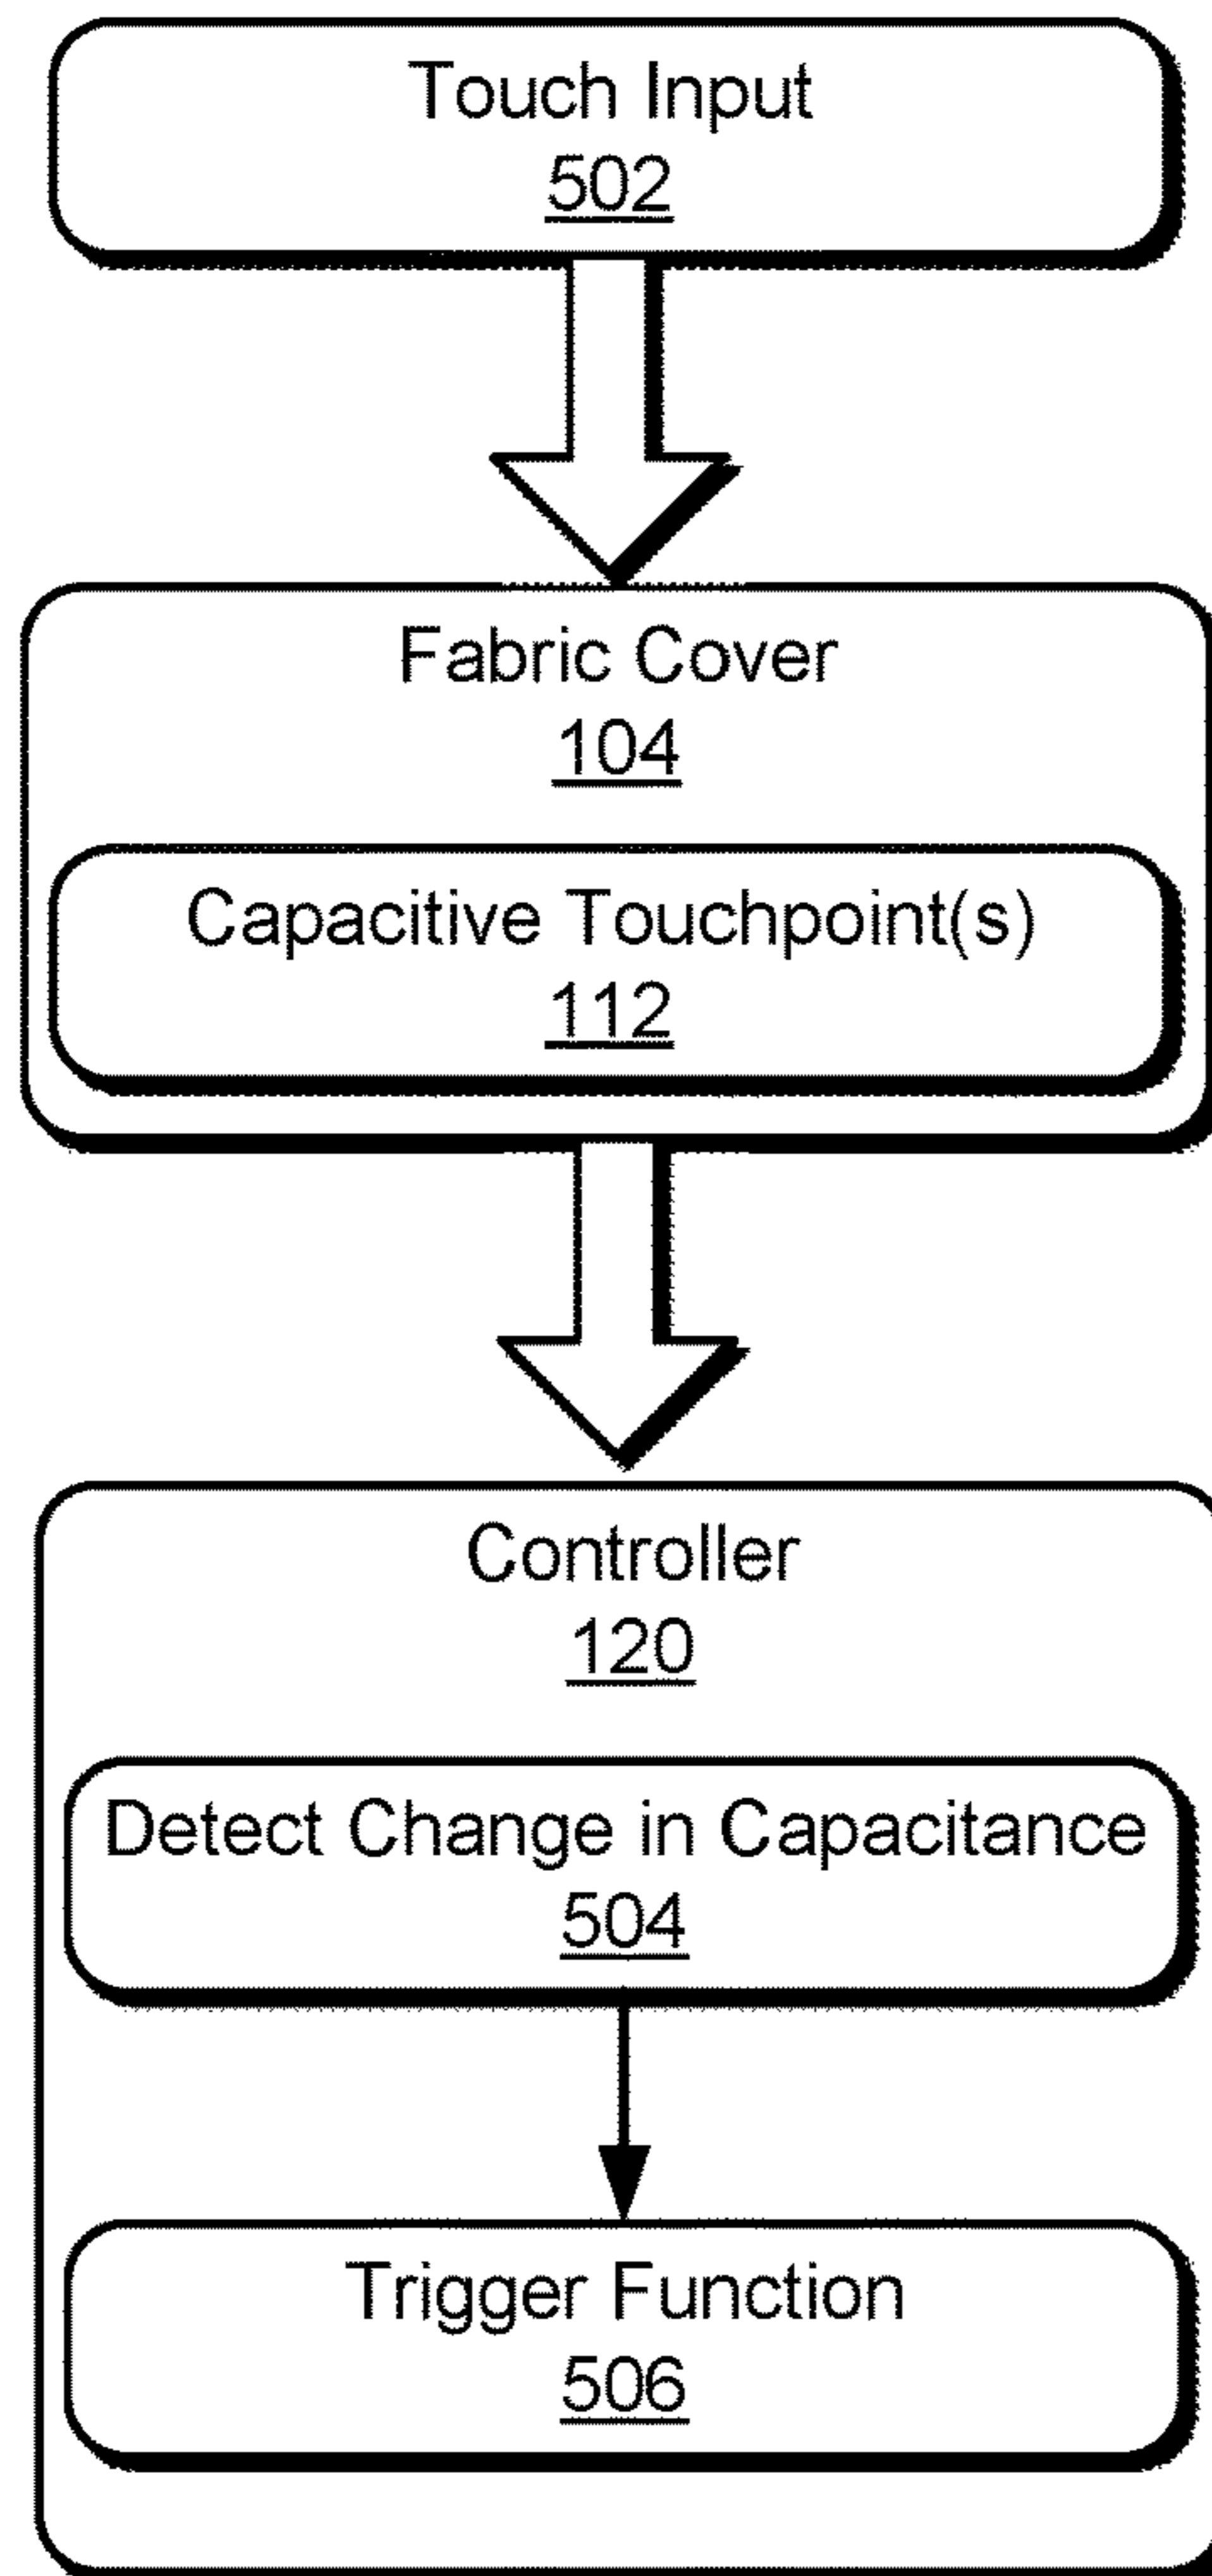 Touch Input
502
Fabric Cover
104
Capacitive Touchpoint(s)
112
Controller
120
Detect Change in Capacitance
504
Trigger Function
506